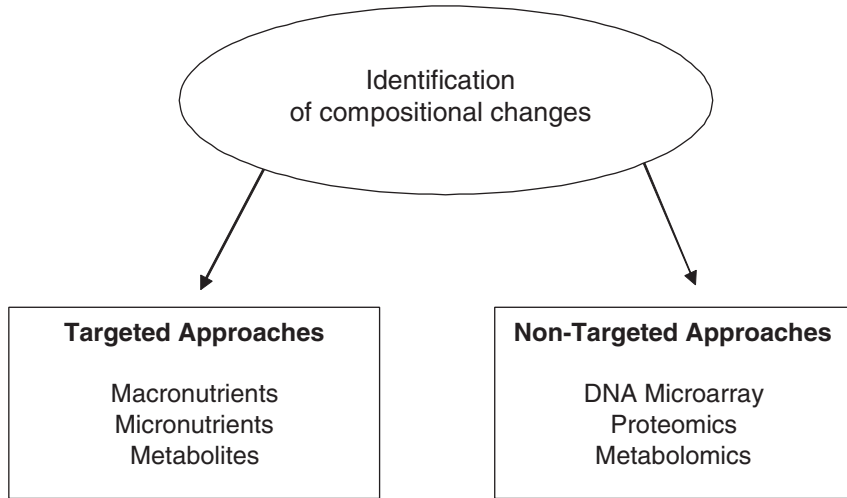 Identification
of compositional changes
Targeted Approaches
Macronutrients
Micronutrients
Metabolites
Non-Targeted Approaches
DNA Microarray
Proteomics
Metabolomics